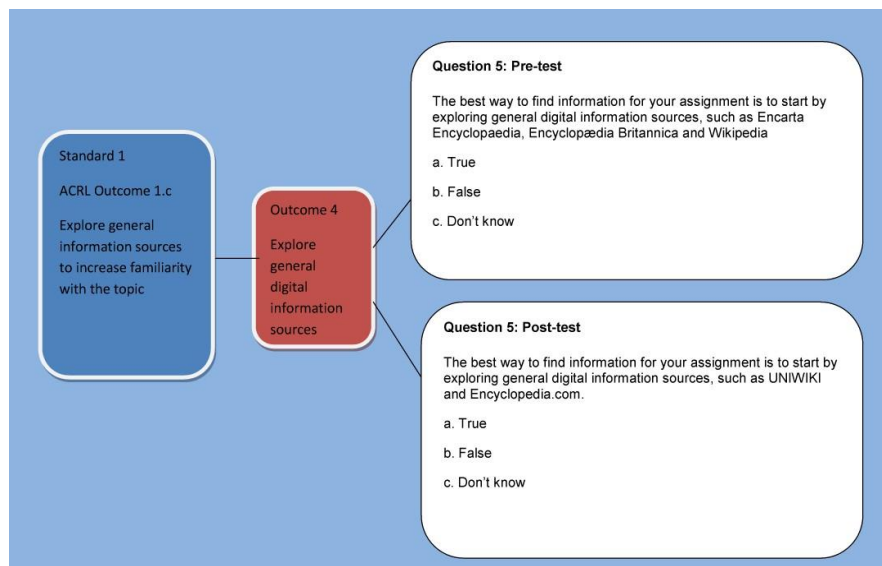 Standard 1
ACRL Outcome 1.c
Explore general
information sources
to increase familiarity
with the topic
Outcome 4
Explore
general
digital
information
sources
Question 5: Pre-test
The best way to find information for your assignment is to start by
exploring general digital information sources, such as Encarta
Encyclopaedia, Encyclopædia Britannica and Wikipedia
a. True
b. False
c. Don't know
Question 5: Post-test
The best way to find information for your assignment is to start by
exploring general digital information sources, such as UNIWIKI
and Encyclopedia.com.
a. True
b. False
c. Don't know